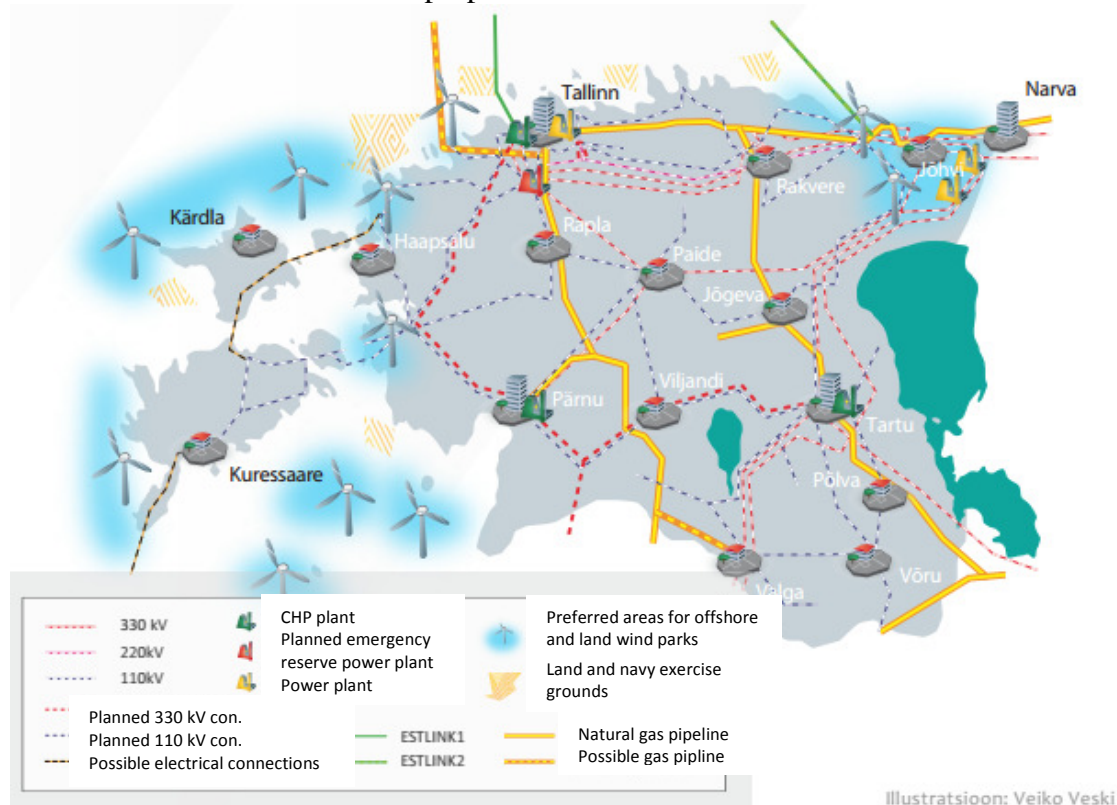 Tallinn
Narva
Jõhvi
Rakvere
Kärdla
Haapsalu
Rapla
Paide
Jõgeva
Pärnu
Viljandi
Tartu
Kuressaare
Põlva
Valga
Võru
330 kV
220kV
110kV
Planned 330 kV con.
Planned 110 kV con.
Possible electrical connections
CHP plant
Planned emergency
reserve power plant
Power plant
ESTLINK1
ESTLINK2
Preferred areas for offshore
and land wind parks
Land and navy exercise
grounds
Natural gas pipeline
Possible gas pipline
Illustratsioon: Veiko Veski